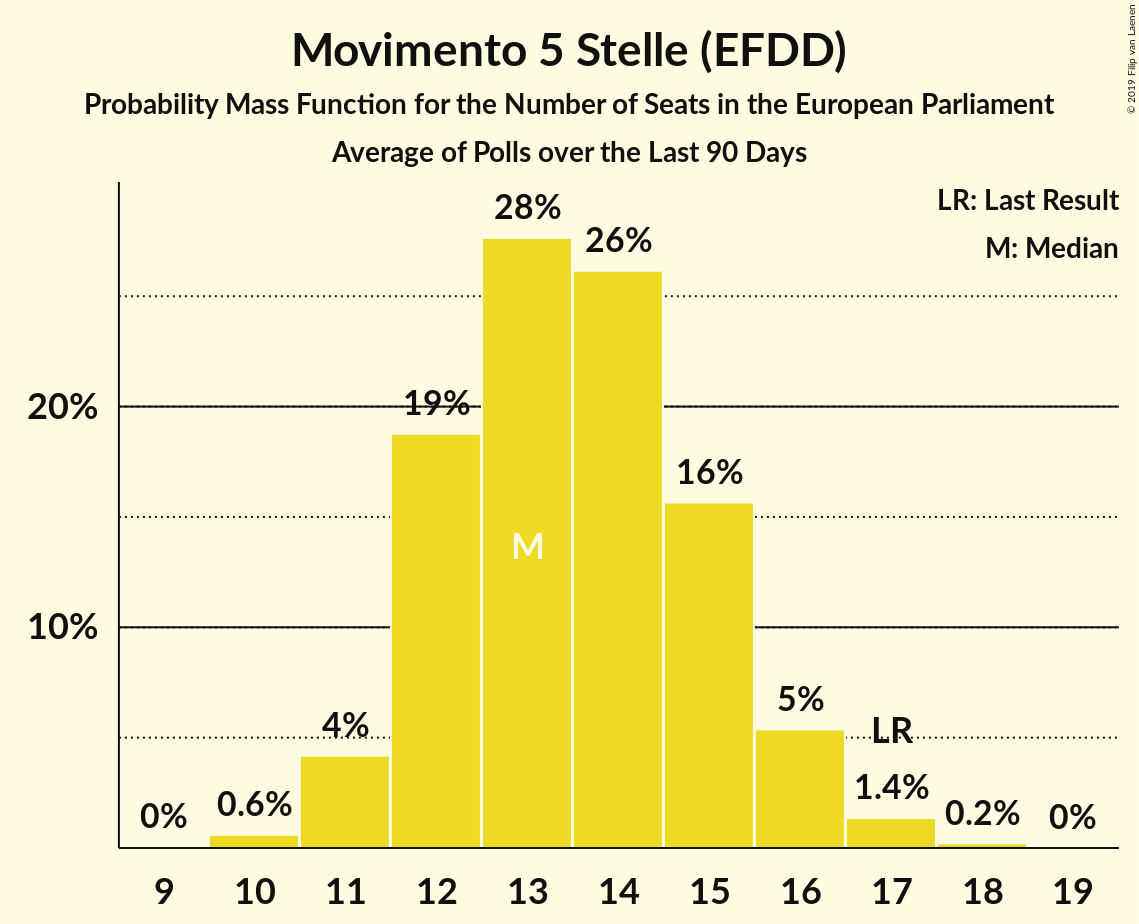 Movimento 5 Stelle (EFDD)
Probability Mass Function for the Number of Seats in the European Parliament
Average of Polls over the Last 90 Days
© 2019 Filip van Laenen
LR: Last Result
M: Median
28%
26%
20%
19%
16%
M
10%
5%
4%
LR
1.4%
0.6%
0.2%
0%
0%
9 10 11 12 13 14 15 16 17 18 19